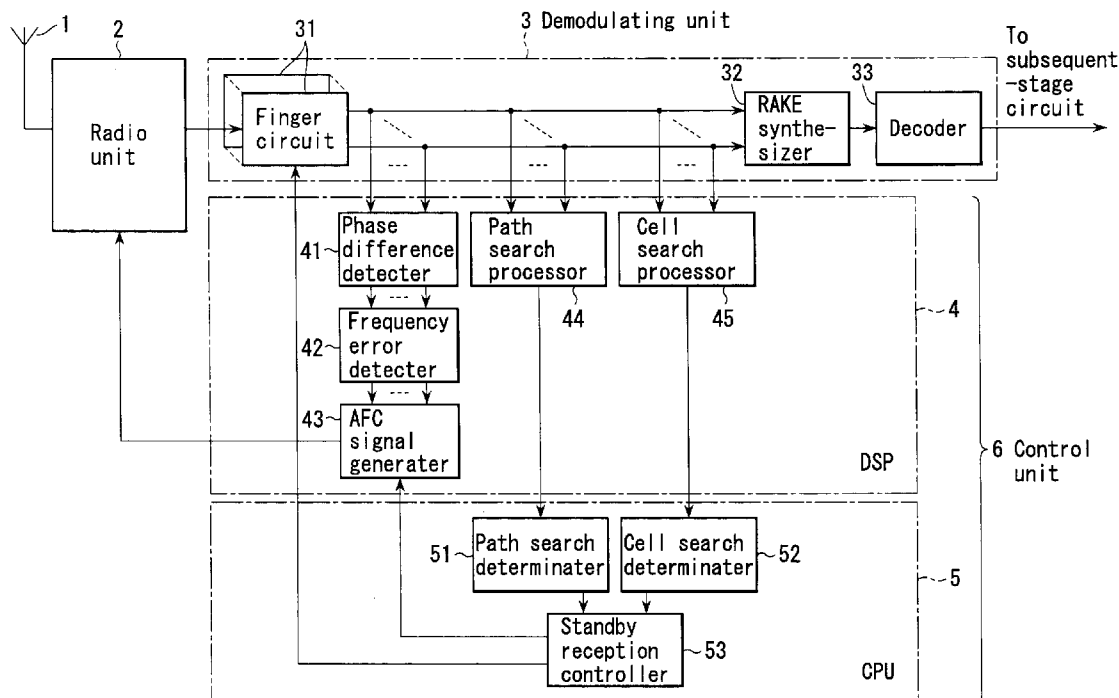 1
2
Radio
unit
31
Finger
circuit
3 Demodulating unit
32
RAKE
synthe-
sizer
33
Decoder
To
subsequent
-stage
circuit
41
Phase
difference
detecter
Path
search
processor
44
Cell
search
processor
45
4
42
Frequency
error
detecter
43
AFC
signal
generater
DSP
6 Control
unit
51
Path search
determinater
Cell search
determinater
52
5
Standby
reception
controller
53
CPU